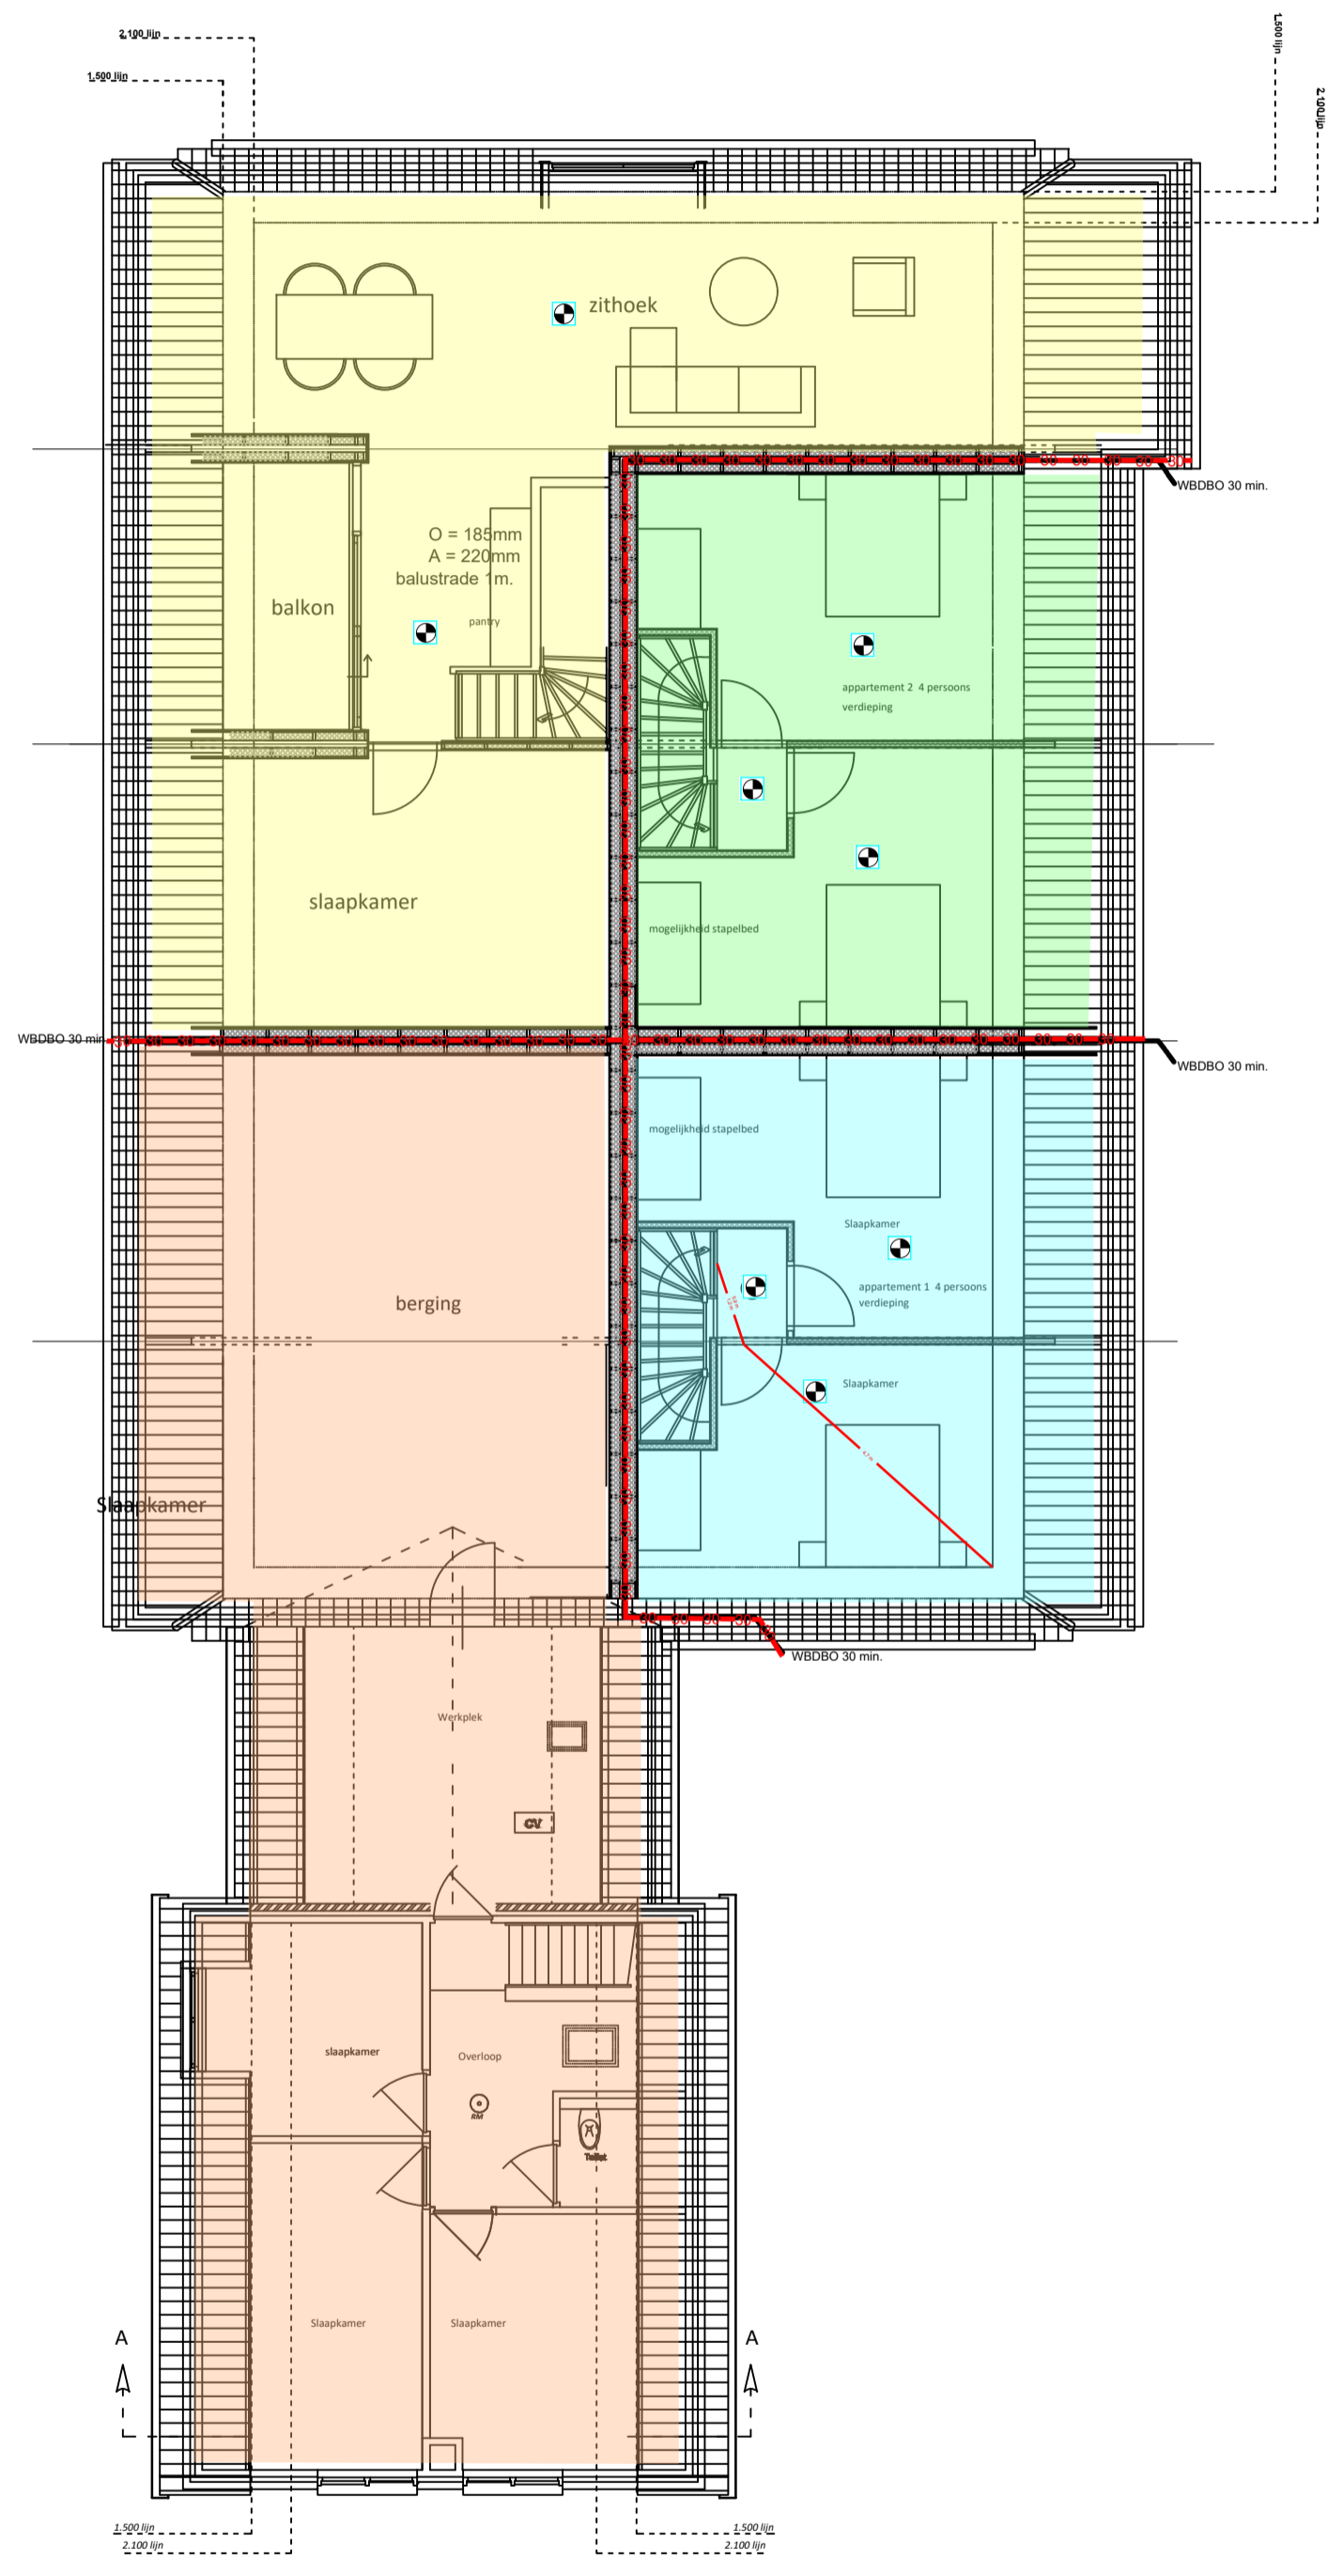 2.100 lijn
1.500 lijn
1.500 lijn
2.100 lijn
zithoek
WBDBO 30 min.
O = 185mm
A = 220mm
balustrade 1m.
balkon
pantry
appartement 2 4 persoons
verdieping
slaapkamer
mogelijkheid stapelbed
WBDBO 30 min
WBDBO 30 min.
mogelijkheid stapelbed
Slaapkamer
appartement 1 4 persoons
verdieping
berging
Slaapkamer
Slaapkamer
WBDBO 30 min.
Werkplek
CV
slaapkamer
Overloop
RM
Toilet
Slaapkamer
Slaapkamer
A
A
1.500 lijn
2.100 lijn
1.500 lijn
2.100 lijn